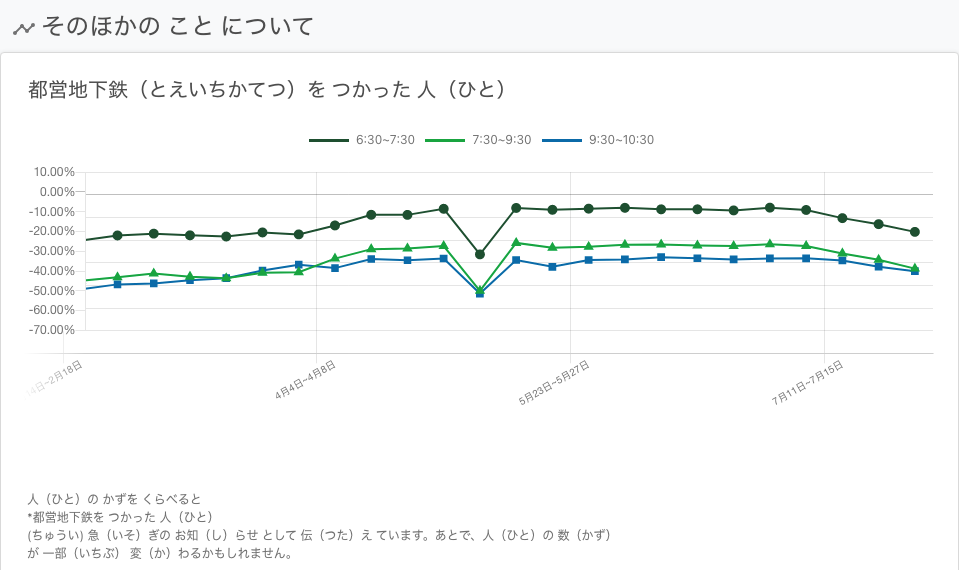 そのほかの こと について
都営地下鉄（とえいちかてつ）を つかった 人（ひと）
6:30~7:30 7:30~9:30 9:30~10:30
10.00%
0.00%
-10.00%
-20.00%
-30.00%
-40.00%
-50.00%
-60.00%
-70.00%
4日~2月18日 4月4日~4月8日 5月23日~5月27日 7月11日~7月15日
人（ひと）の かずを くらべると
*都営地下鉄を つかった 人（ひと）
(ちゅうい) 急（いそ）ぎの お知（し）らせ として 伝（つた）え ています。あとで、人（ひと）の 数（かず）
が 一部（いちぶ） 変（か）わるかもしれません。